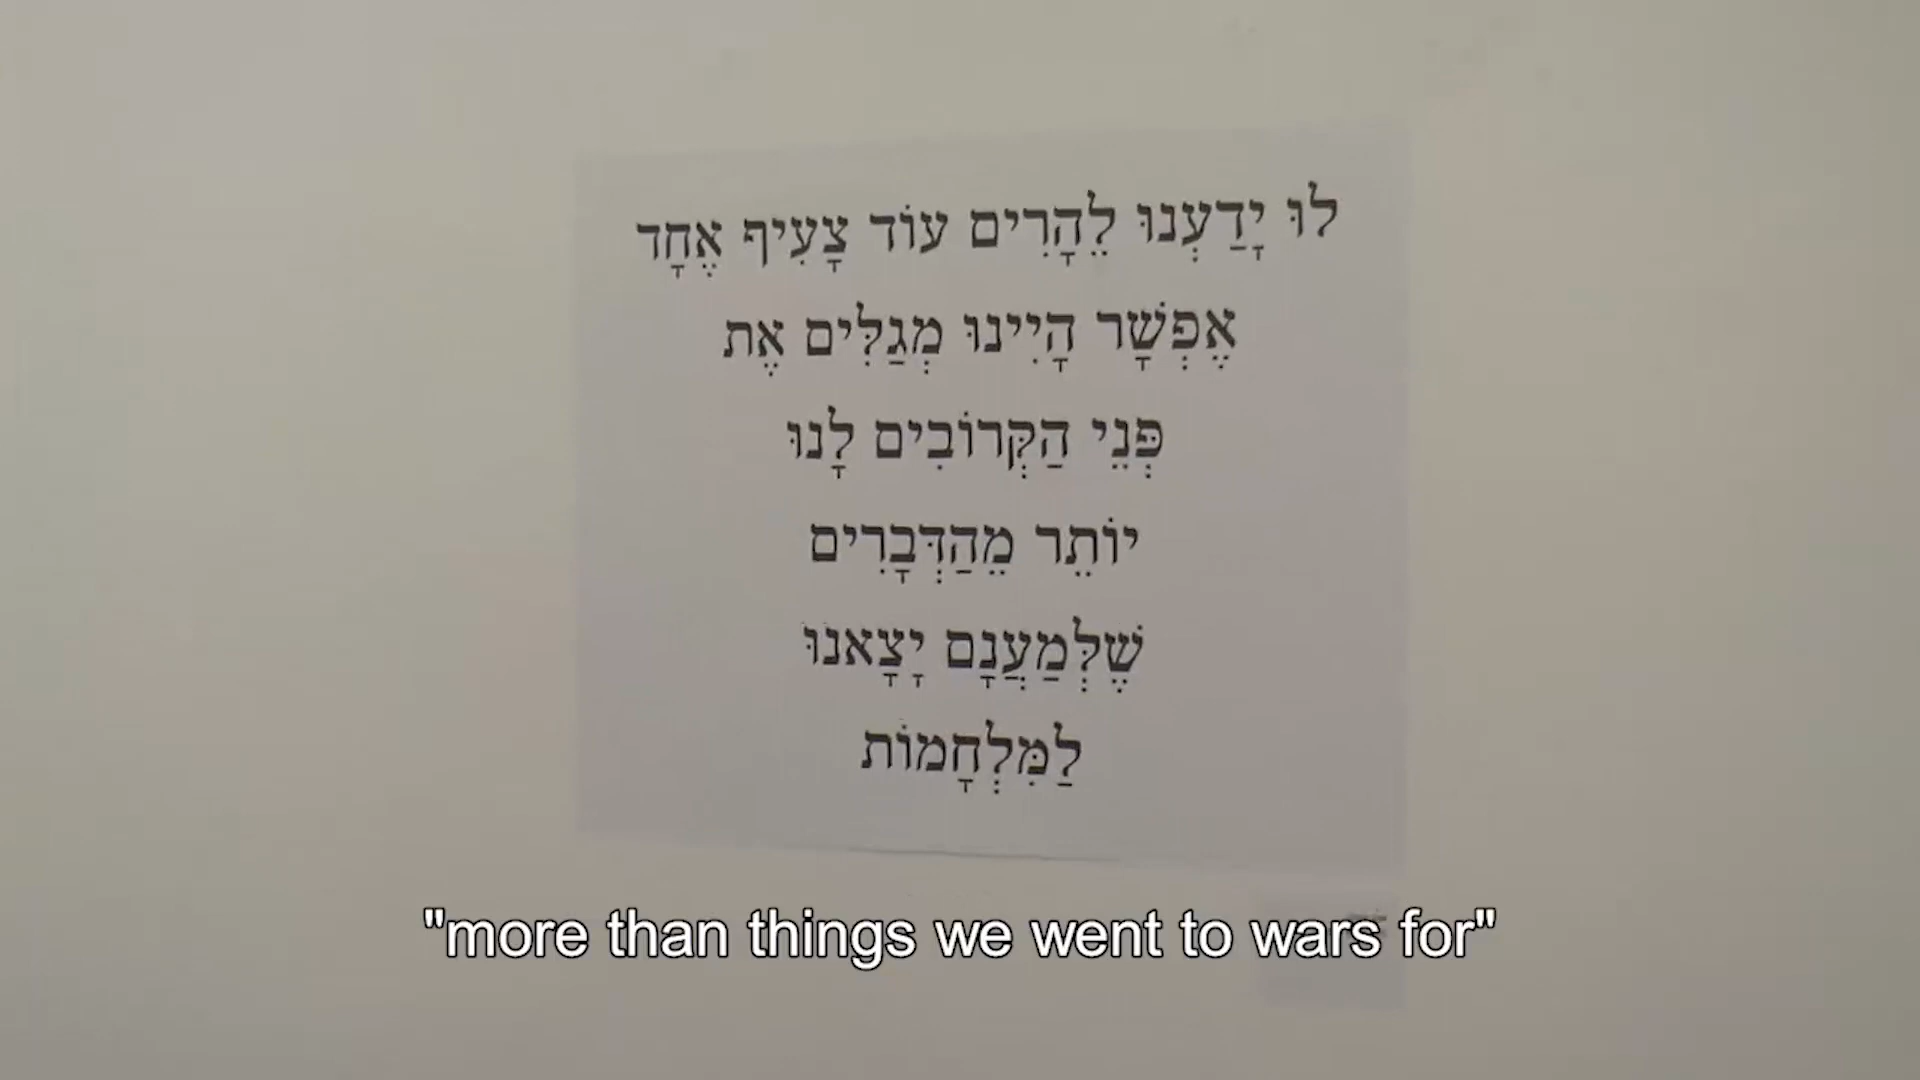 לוּ יָדַעְנוּ לְהָרִים עוֹד צָעִיף אֶחָד
אֶפְשָׁר הָיִינוּ מְגַלִּים אֶת
פְּנֵי הַקְּרוֹבִים לָנוּ
יוֹתֵר מֵהַדְּבָרִים
שֶׁלְּמַעֲנָם יָצָאנוּ
לַמִּלְחָמוֹת
"more than things we went to wars for"